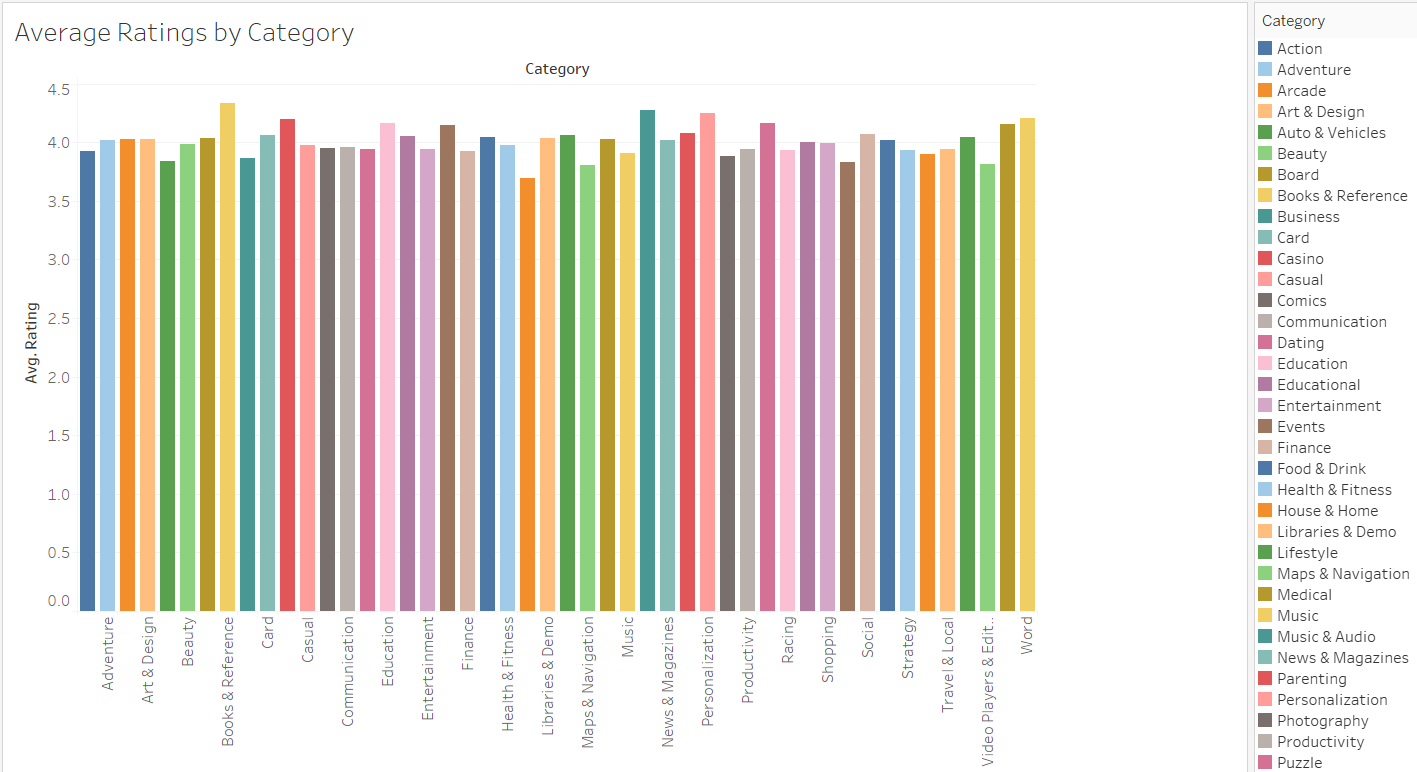 Average Ratings by Category
Category
4.5
4.0
3.5
3.0
2.5
2.0
1.5
1.0
0.5
0.0
Avg. Rating
Adventure
Art & Design
Beauty
Books & Reference
Card
Casual
Communication
Education
Entertainment
Finance
Health & Fitness
Libraries & Demo
Maps & Navigation
Music
News & Magazines
Personalization
Productivity
Racing
Shopping
Social
Strategy
Travel & Local
Video Players & Edit..
Word
Category
Action
Adventure
Arcade
Art & Design
Auto & Vehicles
Beauty
Board
Books & Reference
Business
Card
Casino
Casual
Comics
Communication
Dating
Education
Educational
Entertainment
Events
Finance
Food & Drink
Health & Fitness
House & Home
Libraries & Demo
Lifestyle
Maps & Navigation
Medical
Music
Music & Audio
News & Magazines
Parenting
Personalization
Photography
Productivity
Puzzle